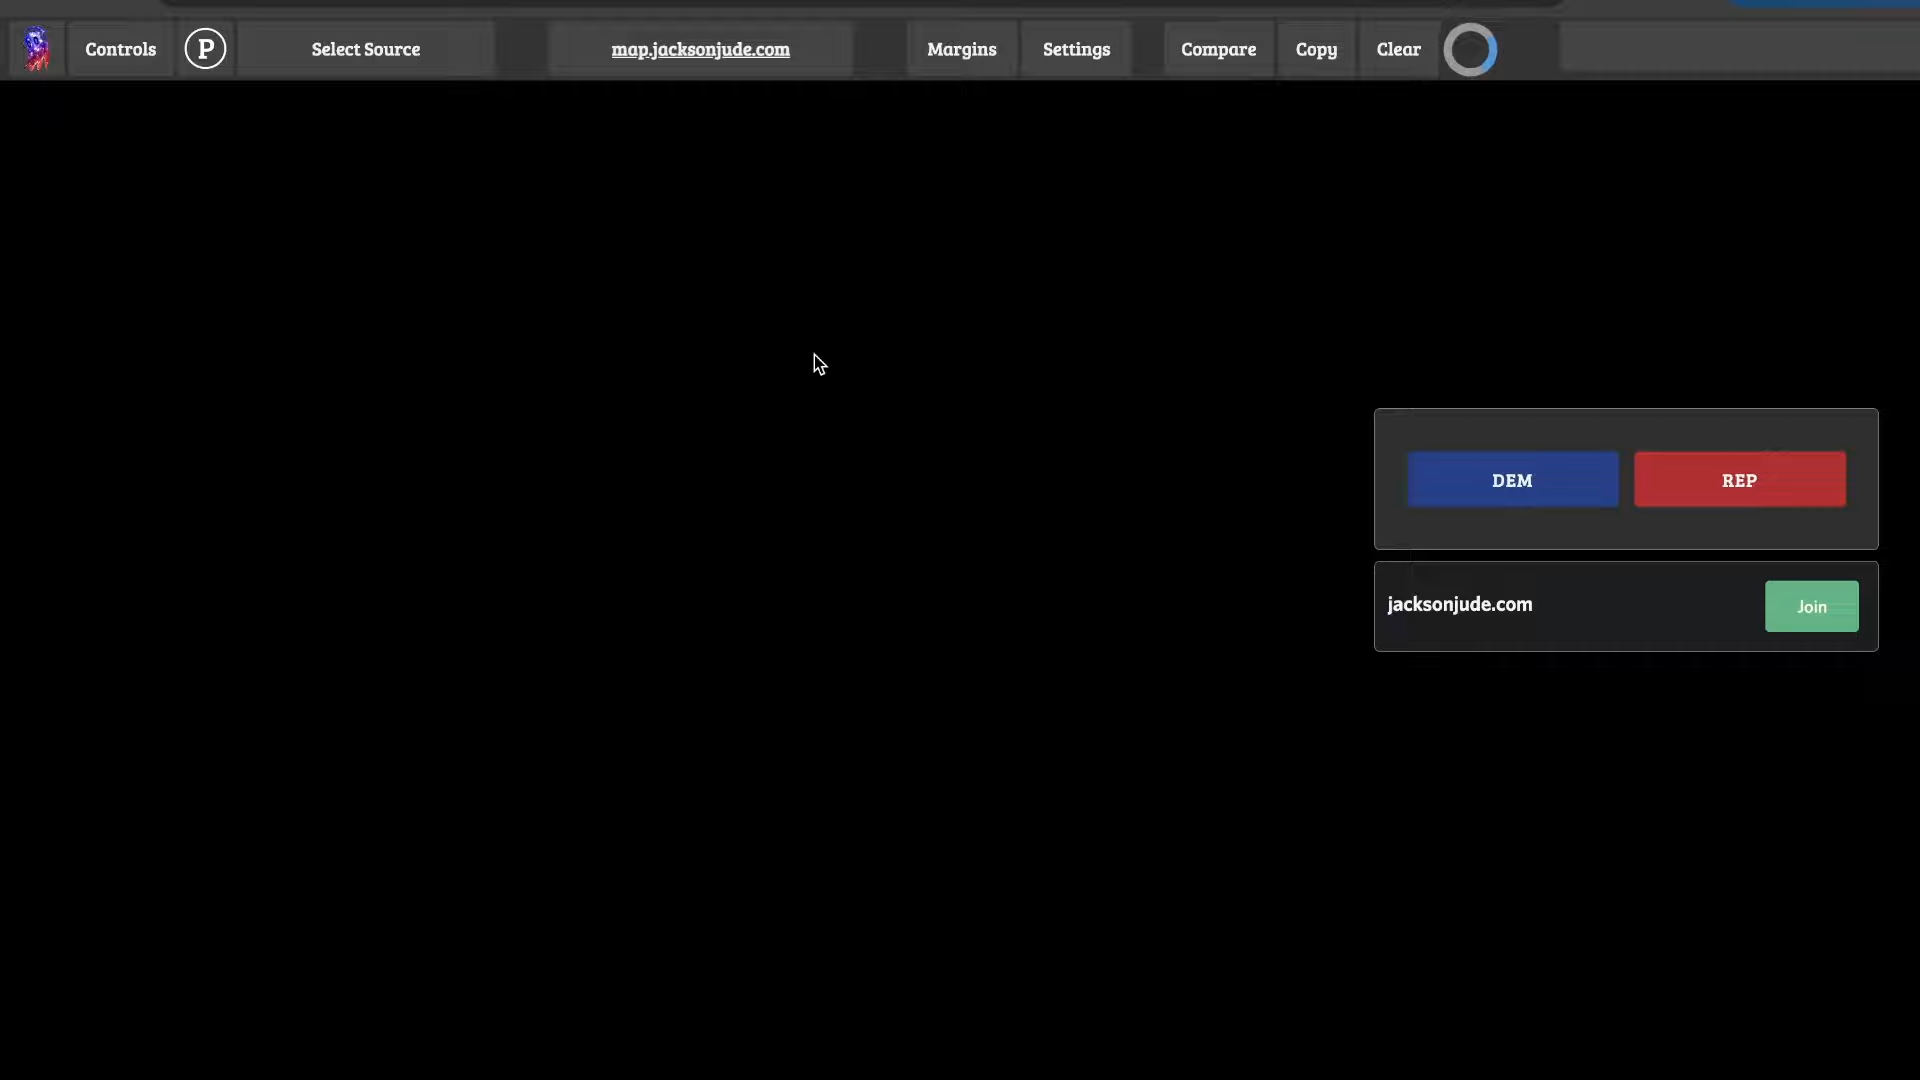 Controls P Select Source map.jacksonjude.com Margins Settings Compare Copy Clear
DEM REP
jacksonjude.com Join